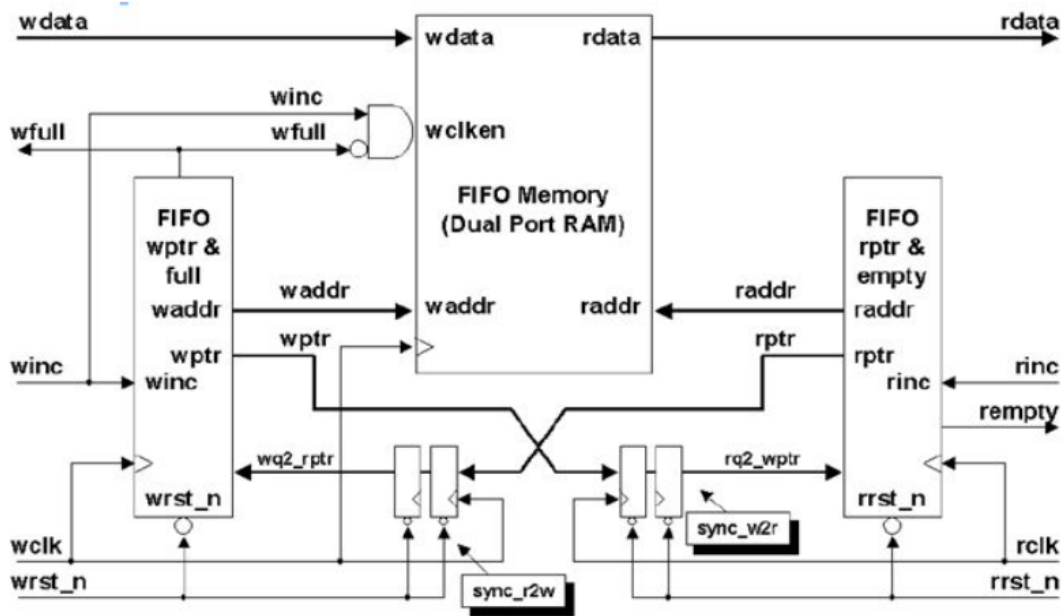 wdata
wdata
rdata
rdata
winc
wclken
wfull
wfull
FIFO Memory
(Dual Port RAM)
FIFO
wptr &
full
FIFO
rptr &
empty
waddr
waddr
waddr
raddr
raddr
raddr
wptr
wptr
rptr
rptr
winc
winc
rinc
rinc
rempty
wq2_rptr
rq2_wptr
wrst_n
rrst_n
sync_w2r
wclk
rclk
sync_r2w
wrst_n
rrst_n